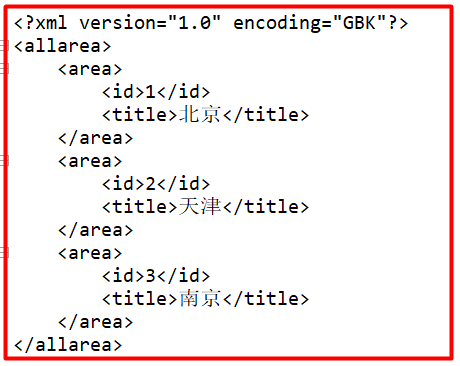 <?xml version="1.0" encoding="GBK"?>
<allarea>
    <area>
        <id>1</id>
        <title>北京</title>
    </area>
    <area>
        <id>2</id>
        <title>天津</title>
    </area>
    <area>
        <id>3</id>
        <title>南京</title>
    </area>
</allarea>